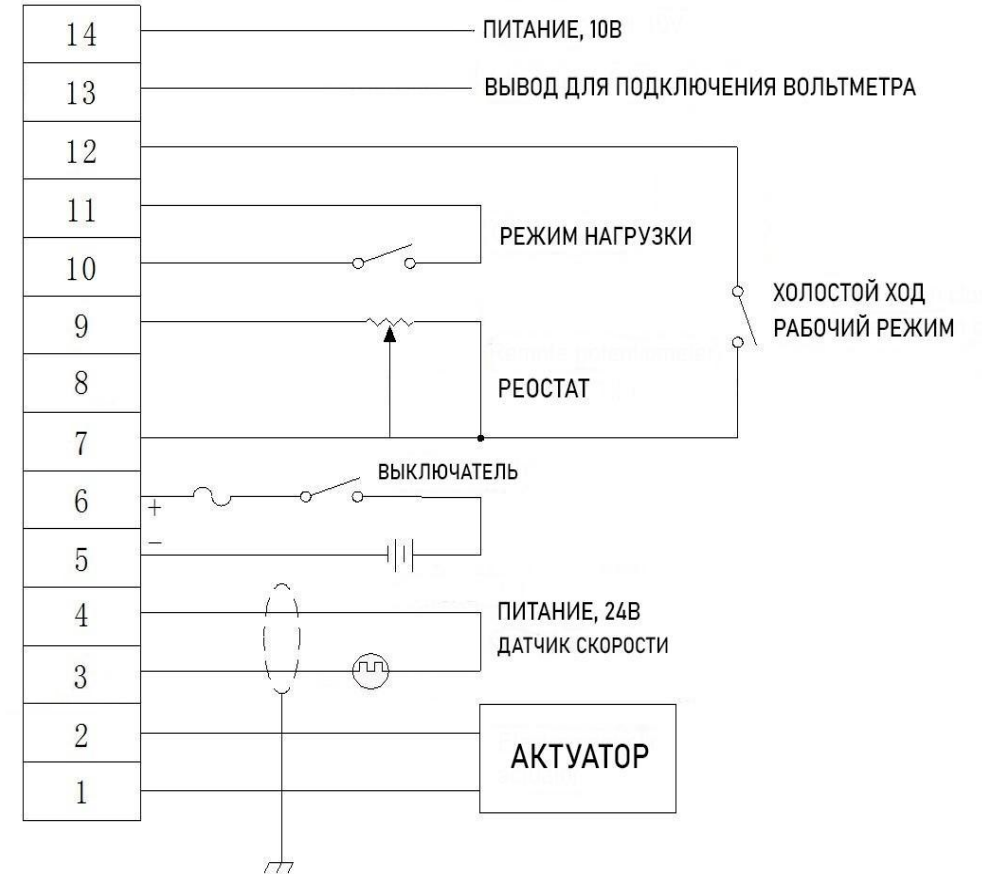 14 ПИТАНИЕ, 10В
13 ВЫВОД ДЛЯ ПОДКЛЮЧЕНИЯ ВОЛЬТМЕТРА
12
11
РЕЖИМ НАГРУЗКИ
10
ХОЛОСТОЙ ХОД
РАБОЧИЙ РЕЖИМ
9
8
РЕОСТАТ
7
ВЫКЛЮЧАТЕЛЬ
6
+
−
5
4 ПИТАНИЕ, 24В
ДАТЧИК СКОРОСТИ
3
2
АКТУАТОР
1